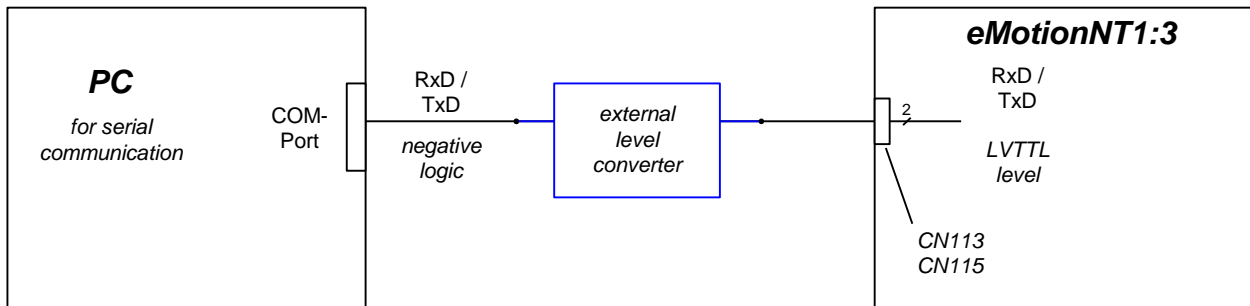 PC
for serial
communication
COM-
Port
RxD /
TxD
negative
logic
external
level
converter
eMotionNT1:3
RxD /
TxD
2
LVTTL
level
CN113
CN115